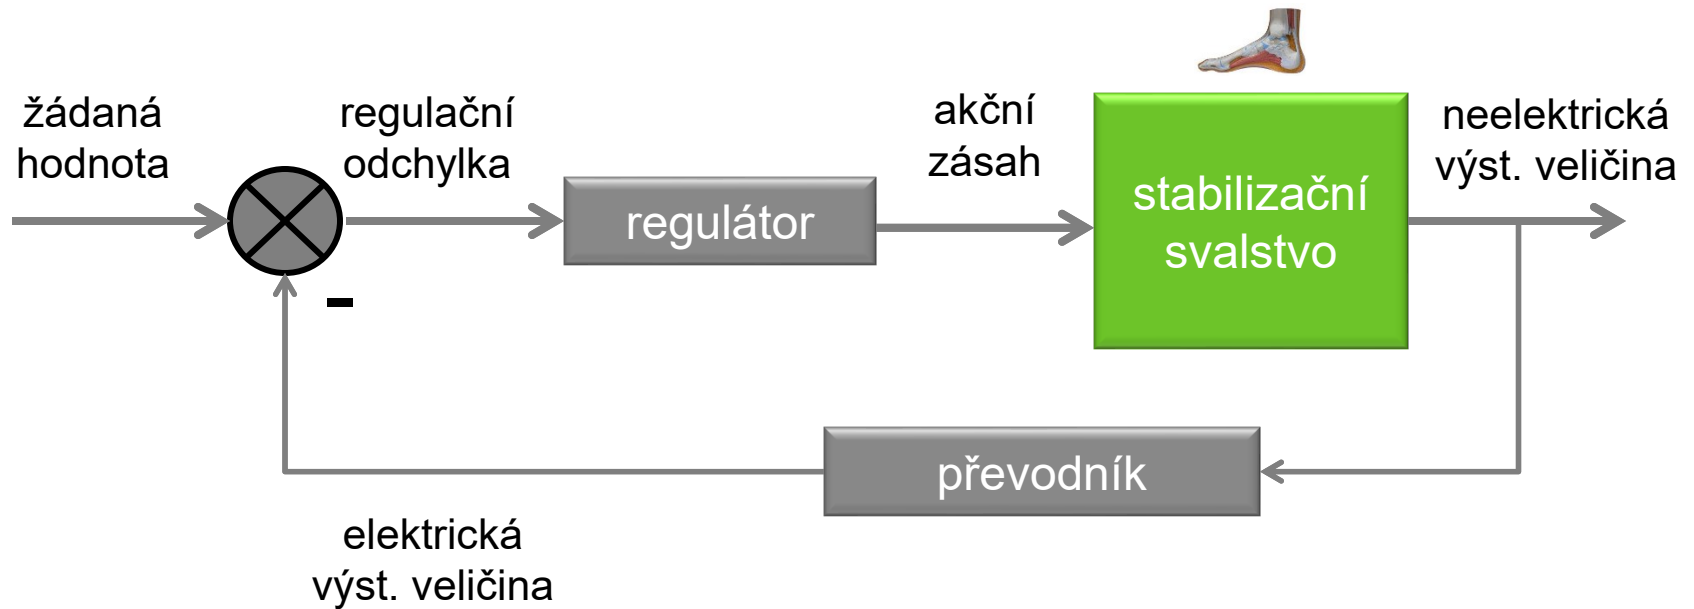 žádaná
hodnota
regulační
odchylka
regulátor
akční
zásah
stabilizační
svalstvo
neelektrická
výst. veličina
-
převodník
elektrická
výst. veličina